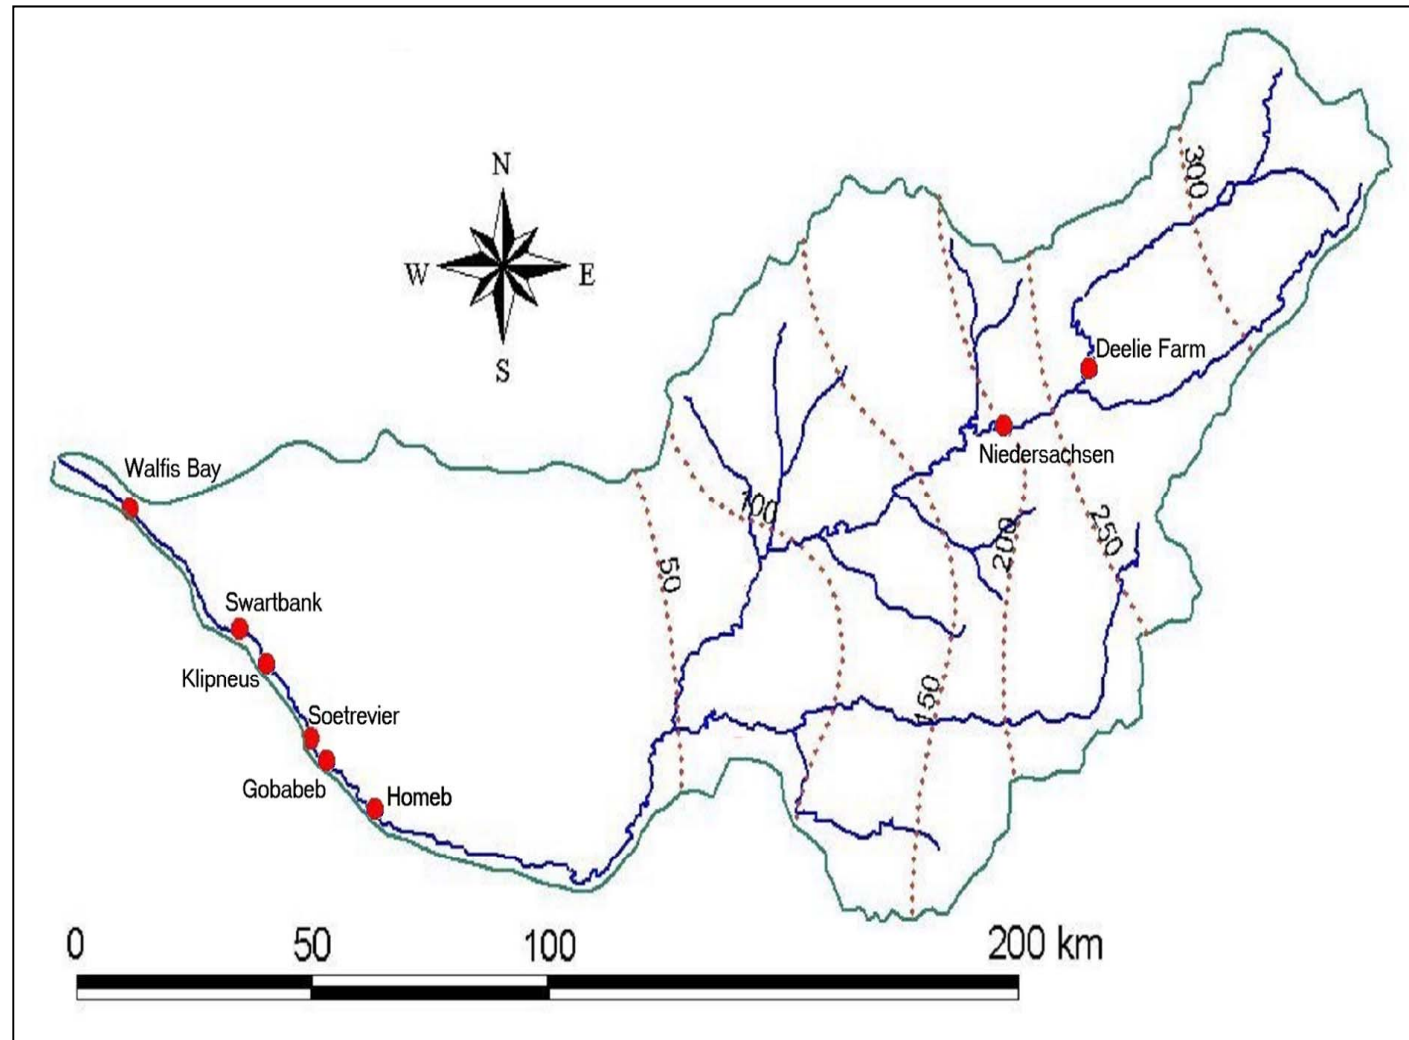 N
W
E
S
300
Deelie Farm
Niedersachsen
Walfis Bay
100
50
200
250
Swartbank
Klipneus
Soetrevier
150
Gobabeb
Homeb
0
50
100
200 km